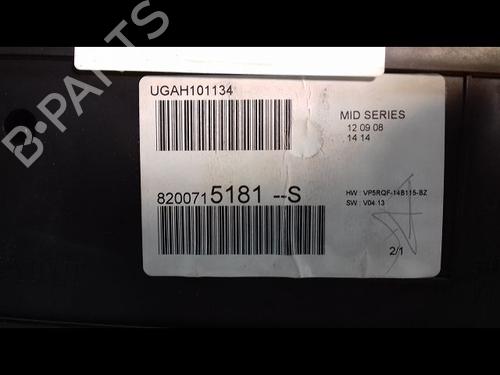 B-PARTS
UGAH101134
MID SERIES
12 09 08
14 14
8200715181 --S
HW : VP5RQF-14B115-BZ
SW : V04.13
2/1